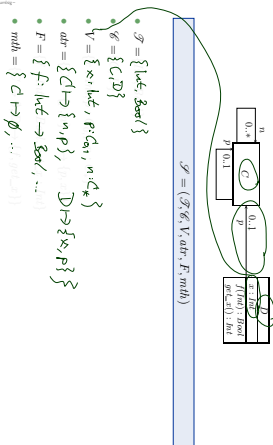 n
0..*
C
0..1
p
0..1
p
D
x : Int
f(Int) : Bool
get_x() : Int
𝒮 = (𝒯, 𝒞, V, atr, F, mth)
• 𝒯 = {Int, Bool}
• 𝒞 = {C, D}
• V = {x:Int, p:C₀,₁, n:C*}
• atr = {C ↦ {n,p}, D ↦ {x,p}}
• F = {f: Int → Bool, ...
• mth = {C ↦ ∅, ...